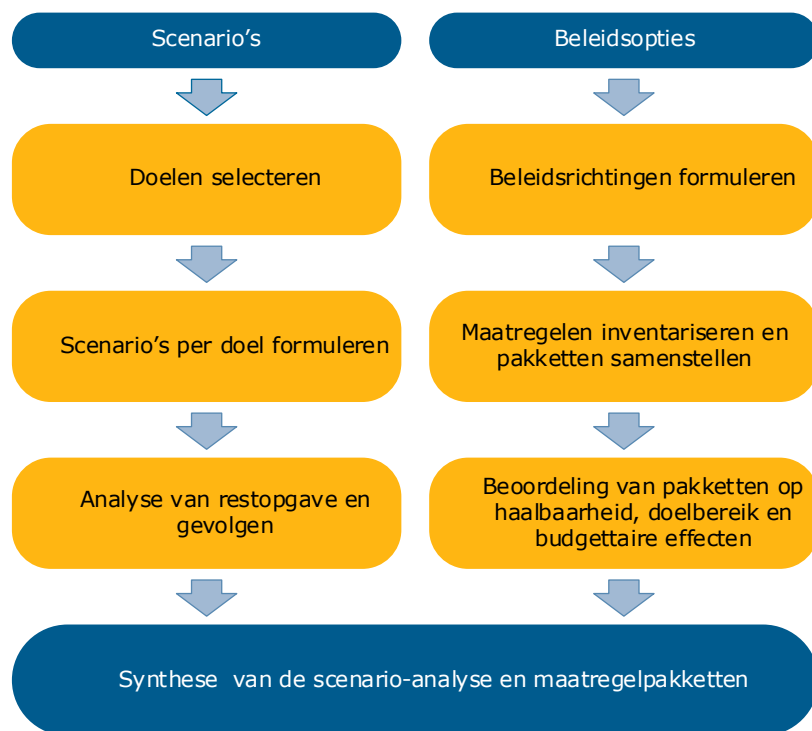 Scenario's
Beleidsopties
Doelen selecteren
Beleidsrichtingen formuleren
Scenario's per doel formuleren
Maatregelen inventariseren en
pakketten samenstellen
Analyse van restopgave en
gevolgen
Beoordeling van pakketten op
haalbaarheid, doelbereik en
budgettaire effecten
Synthese van de scenario-analyse en maatregelpakketten